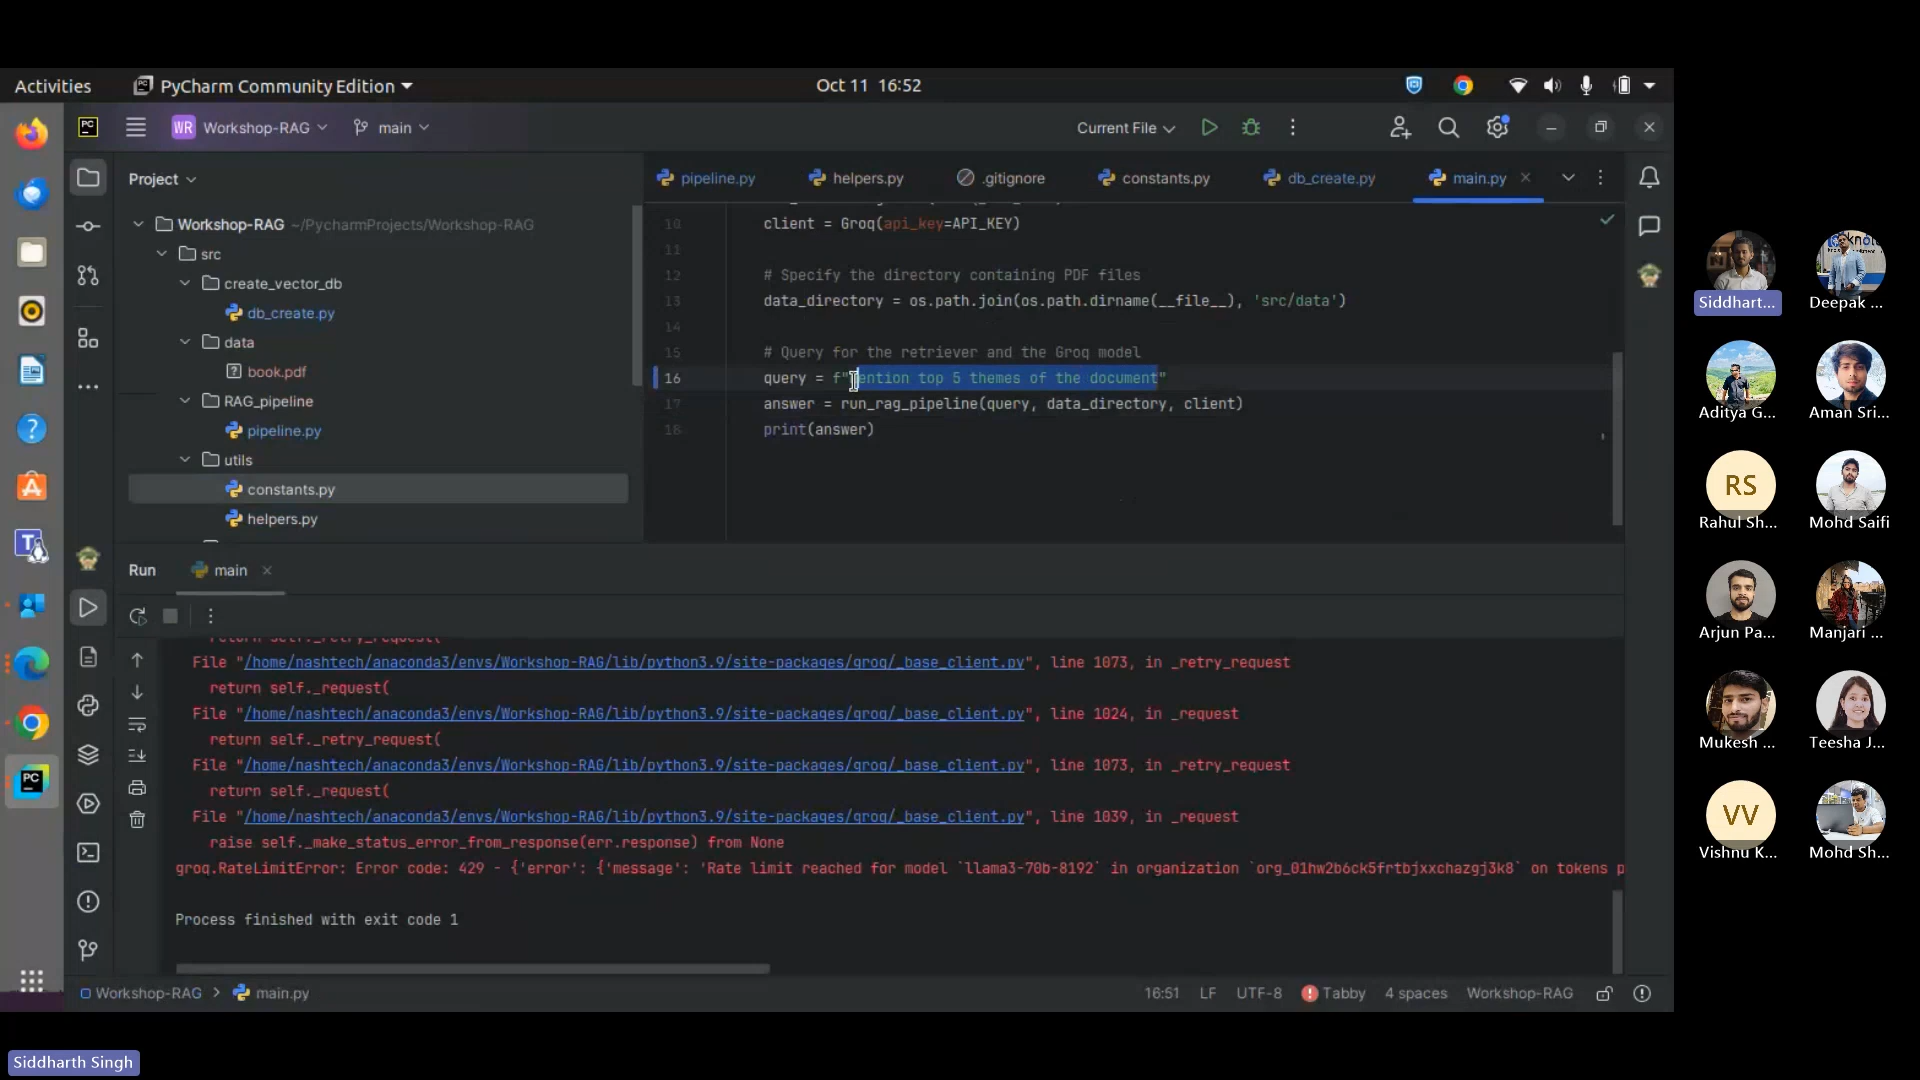 Activities
PyCharm Community Edition
Oct 11 16:52
PC
WR Workshop-RAG
main
Current File
Project
pipeline.py
helpers.py
.gitignore
constants.py
db_create.py
main.py
Workshop-RAG ~/PycharmProjects/Workshop-RAG
src
create_vector_db
db_create.py
data
book.pdf
RAG_pipeline
pipeline.py
utils
constants.py
helpers.py
10 client = Groq(api_key=API_KEY)
11
12 # Specify the directory containing PDF files
13 data_directory = os.path.join(os.path.dirname(__file__), 'src/data')
14
15 # Query for the retriever and the Groq model
16 query = f"mention top 5 themes of the document"
17 answer = run_rag_pipeline(query, data_directory, client)
18 print(answer)
Run
main
return self._retry_request(
File "/home/nashtech/anaconda3/envs/Workshop-RAG/lib/python3.9/site-packages/groq/_base_client.py", line 1073, in _retry_request
return self._request(
File "/home/nashtech/anaconda3/envs/Workshop-RAG/lib/python3.9/site-packages/groq/_base_client.py", line 1024, in _request
return self._retry_request(
File "/home/nashtech/anaconda3/envs/Workshop-RAG/lib/python3.9/site-packages/groq/_base_client.py", line 1073, in _retry_request
return self._request(
File "/home/nashtech/anaconda3/envs/Workshop-RAG/lib/python3.9/site-packages/groq/_base_client.py", line 1039, in _request
raise self._make_status_error_from_response(err.response) from None
groq.RateLimitError: Error code: 429 - {'error': {'message': 'Rate limit reached for model `llama3-70b-8192` in organization `org_01hw2b6ck5frtbjxxchazgj3k8` on tokens p
Process finished with exit code 1
Workshop-RAG > main.py
16:51
LF
UTF-8
Tabby
4 spaces
Workshop-RAG
PC
Siddhart...
Deepak ...
Aditya G...
Aman Sri...
RS
Rahul Sh...
Mohd Saifi
Arjun Pa...
Manjari ...
Mukesh ...
Teesha J...
VV
Vishnu K...
Mohd Sh...
Siddharth Singh